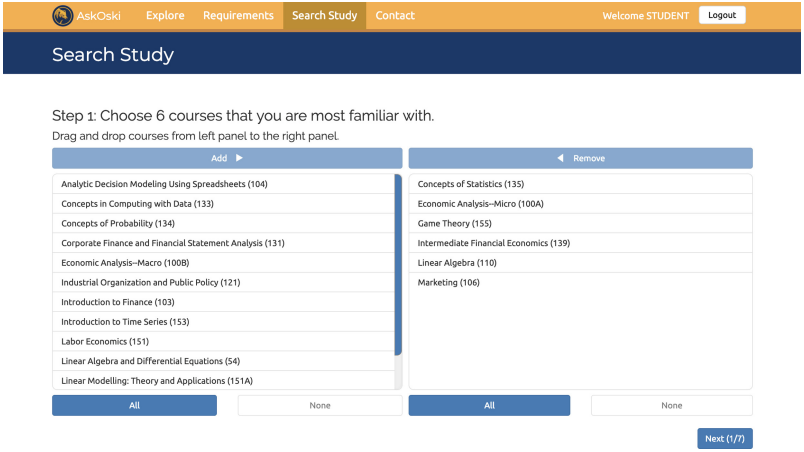 AskOski Explore Requirements Search Study Contact Welcome STUDENT Logout
Search Study
Step 1: Choose 6 courses that you are most familiar with.
Drag and drop courses from left panel to the right panel.
Add
Remove
Analytic Decision Modeling Using Spreadsheets (104)
Concepts in Computing with Data (133)
Concepts of Probability (134)
Corporate Finance and Financial Statement Analysis (131)
Economic Analysis--Macro (100B)
Industrial Organization and Public Policy (121)
Introduction to Finance (103)
Introduction to Time Series (153)
Labor Economics (151)
Linear Algebra and Differential Equations (54)
Linear Modelling: Theory and Applications (151A)
Concepts of Statistics (135)
Economic Analysis--Micro (100A)
Game Theory (155)
Intermediate Financial Economics (139)
Linear Algebra (110)
Marketing (106)
All None
All None
Next (1/7)